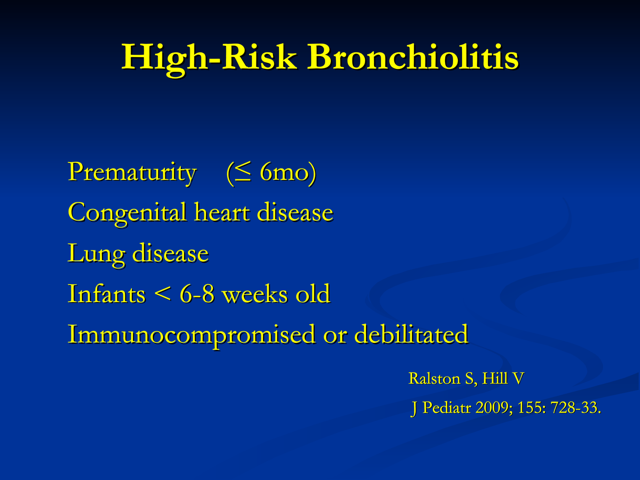 High-Risk Bronchiolitis
Prematurity (≤ 6mo)
Congenital heart disease
Lung disease
Infants < 6-8 weeks old
Immunocompromised or debilitated
Ralston S, Hill V
J Pediatr 2009; 155: 728-33.